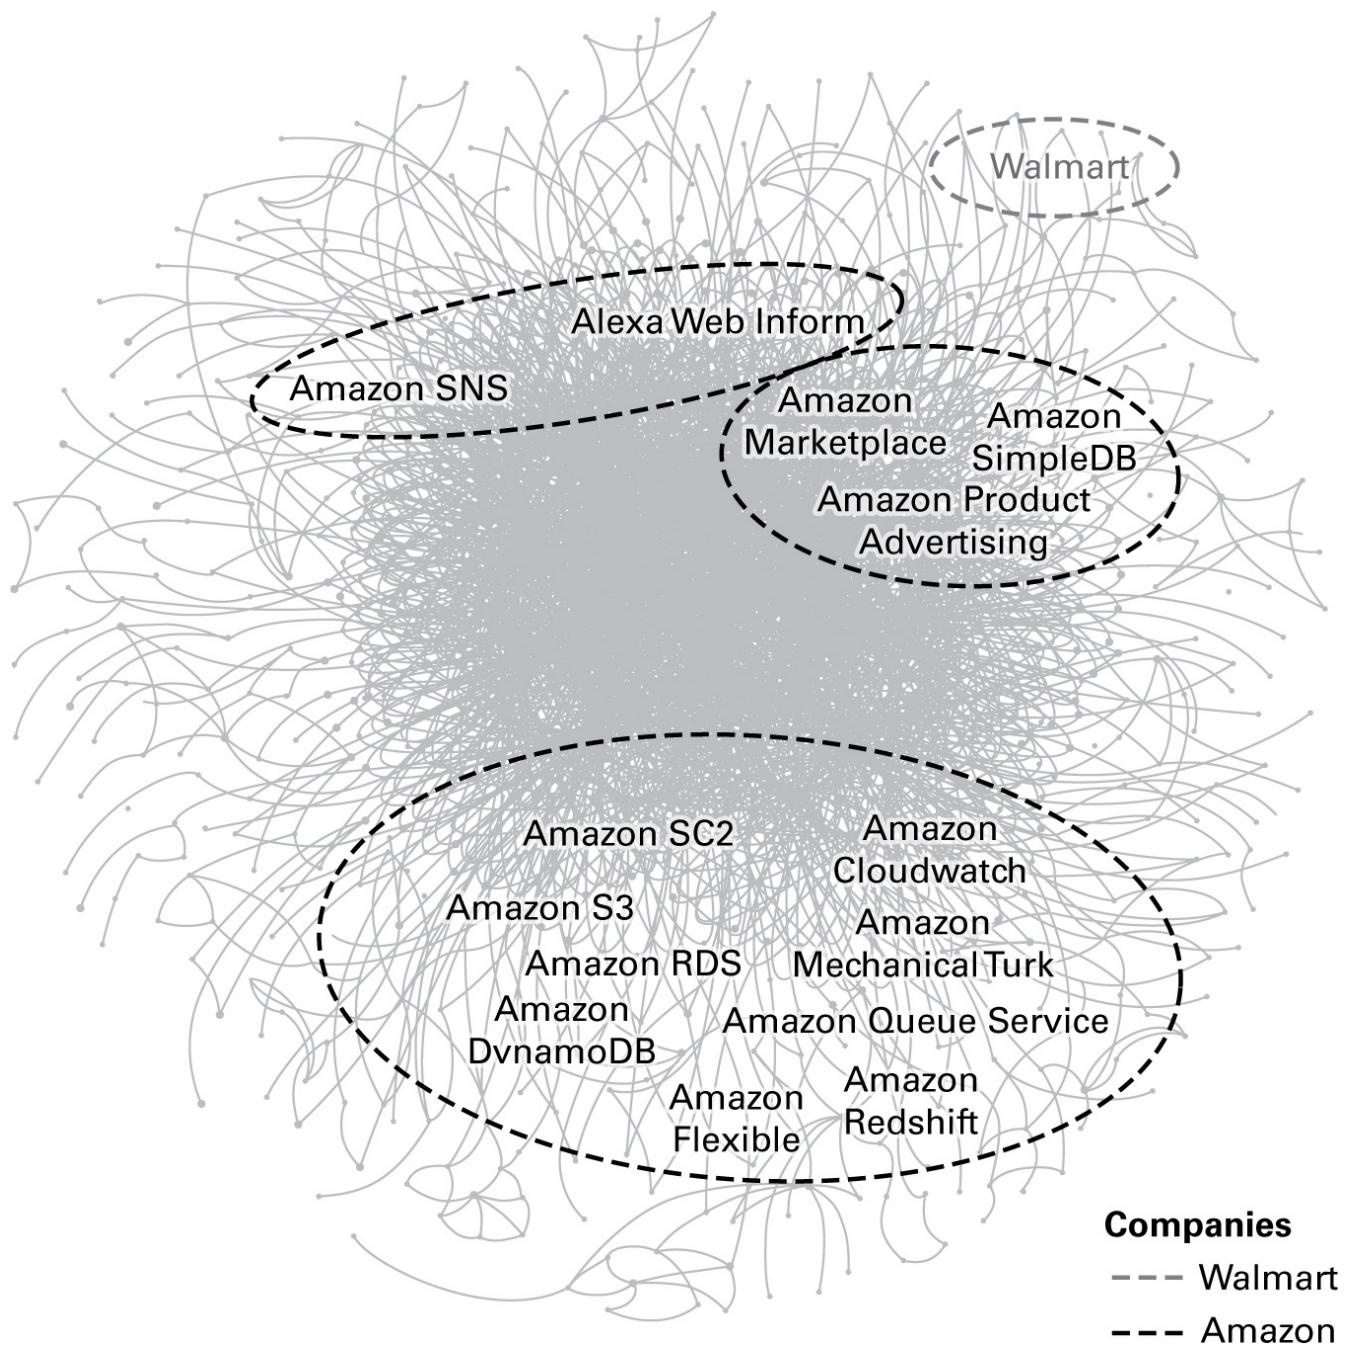 Walmart
Alexa Web Inform
Amazon SNS
Amazon
Marketplace
Amazon
SimpleDB
Amazon Product
Advertising
Amazon SC2
Amazon
Cloudwatch
Amazon S3
Amazon
Mechanical Turk
Amazon RDS
Amazon
DvnamoDB
Amazon Queue Service
Amazon
Flexible
Amazon
Redshift
Companies
Walmart
Amazon